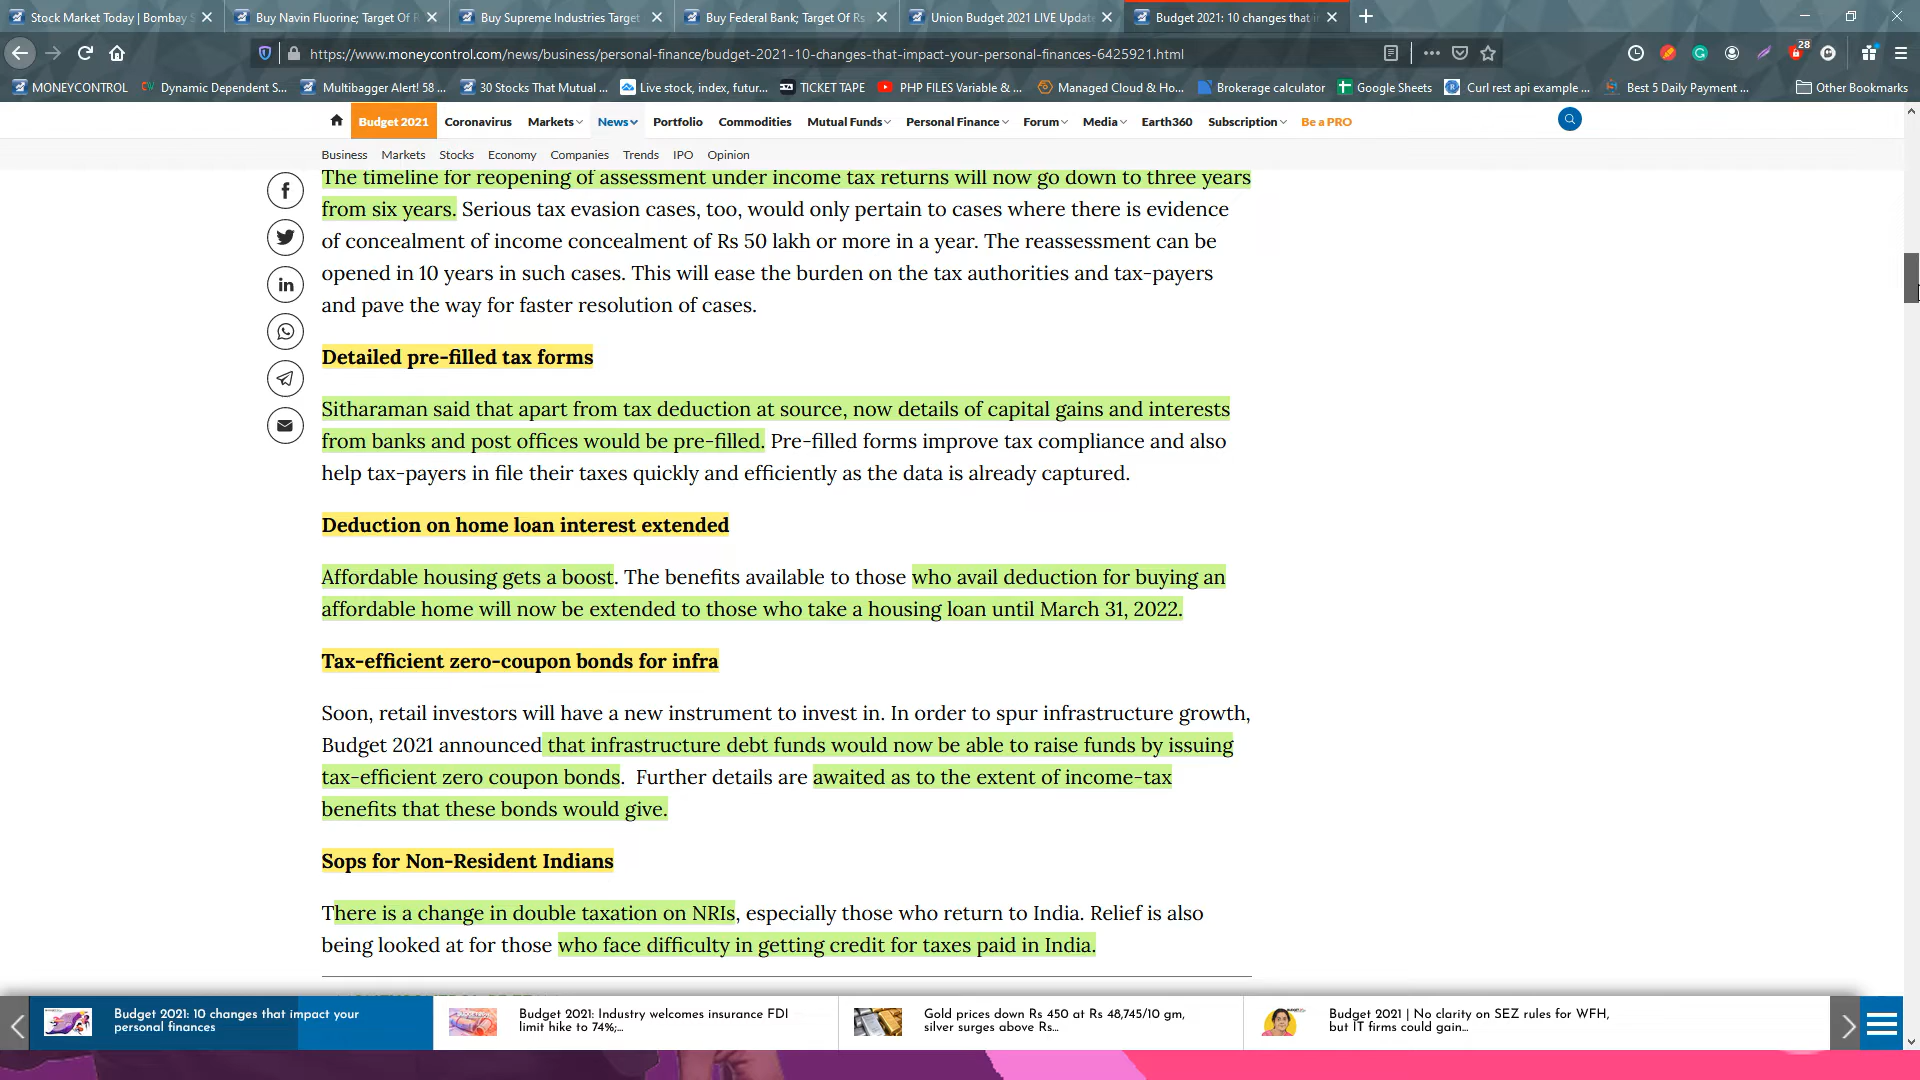 Stock Market Today | Bombay S
Buy Navin Fluorine; Target Of R
Buy Supreme Industries Target
Buy Federal Bank; Target Of Rs
Union Budget 2021 LIVE Updat
Budget 2021: 10 changes that i
https://www.moneycontrol.com/news/business/personal-finance/budget-2021-10-changes-that-impact-your-personal-finances-6425921.html
28
MONEYCONTROL
Dynamic Dependent S...
Multibagger Alert! 58 ...
30 Stocks That Mutual ...
Live stock, index, futur...
TICKET TAPE
PHP FILES Variable & ...
Managed Cloud & Ho...
Brokerage calculator
Google Sheets
Curl rest api example ...
Best 5 Daily Payment ...
Other Bookmarks
Budget 2021
Coronavirus
Markets
News
Portfolio
Commodities
Mutual Funds
Personal Finance
Forum
Media
Earth360
Subscription
Be a PRO
Business
Markets
Stocks
Economy
Companies
Trends
IPO
Opinion
The timeline for reopening of assessment under income tax returns will now go down to three years
from six years. Serious tax evasion cases, too, would only pertain to cases where there is evidence
of concealment of income concealment of Rs 50 lakh or more in a year. The reassessment can be
opened in 10 years in such cases. This will ease the burden on the tax authorities and tax-payers
and pave the way for faster resolution of cases.
Detailed pre-filled tax forms
Sitharaman said that apart from tax deduction at source, now details of capital gains and interests
from banks and post offices would be pre-filled. Pre-filled forms improve tax compliance and also
help tax-payers in file their taxes quickly and efficiently as the data is already captured.
Deduction on home loan interest extended
Affordable housing gets a boost. The benefits available to those who avail deduction for buying an
affordable home will now be extended to those who take a housing loan until March 31, 2022.
Tax-efficient zero-coupon bonds for infra
Soon, retail investors will have a new instrument to invest in. In order to spur infrastructure growth,
Budget 2021 announced that infrastructure debt funds would now be able to raise funds by issuing
tax-efficient zero coupon bonds. Further details are awaited as to the extent of income-tax
benefits that these bonds would give.
Sops for Non-Resident Indians
There is a change in double taxation on NRIs, especially those who return to India. Relief is also
being looked at for those who face difficulty in getting credit for taxes paid in India.
Budget 2021: 10 changes that impact your
personal finances
Budget 2021: Industry welcomes insurance FDI
limit hike to 74%;...
Gold prices down Rs 450 at Rs 48,745/10 gm,
silver surges above Rs...
Budget 2021 | No clarity on SEZ rules for WFH,
but IT firms could gain...